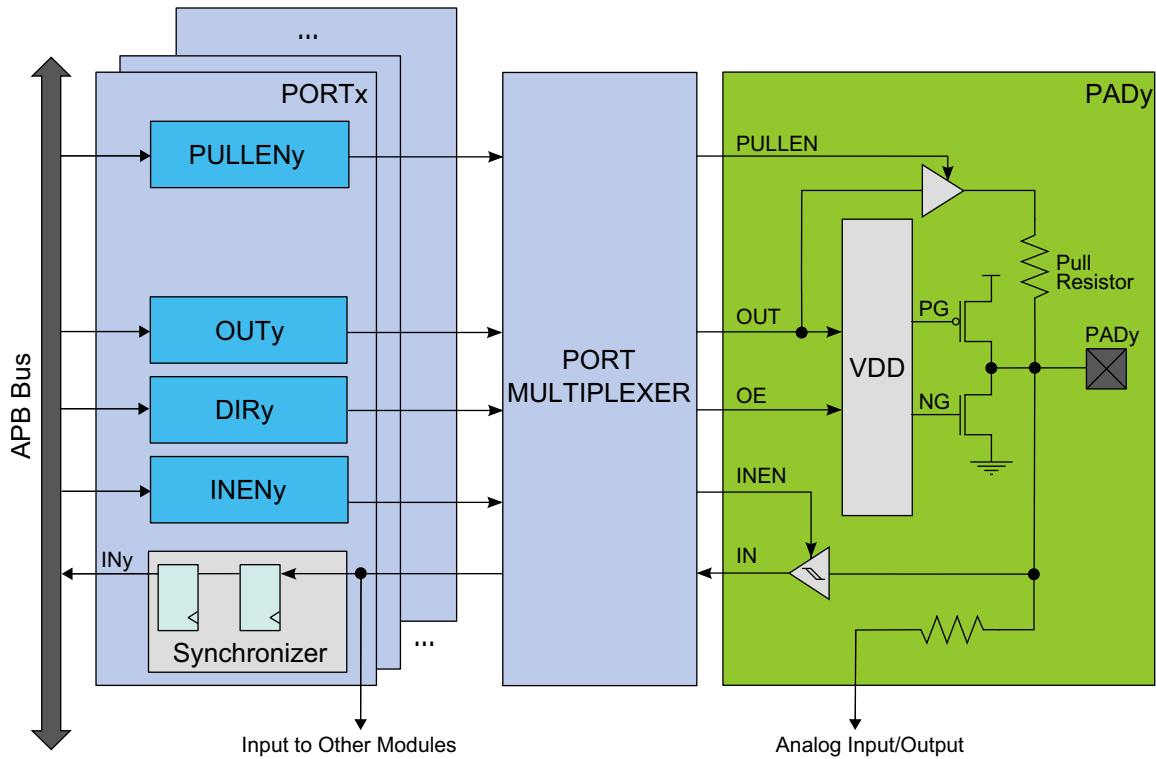 ...
PORTx
PADy
PULLENy
PULLEN
Pull
Resistor
OUTy
OUT
PG
PADy
APB Bus
PORT
MULTIPLEXER
VDD
DIRy
OE
NG
INENy
INEN
INy
IN
Synchronizer
...
Input to Other Modules
Analog Input/Output